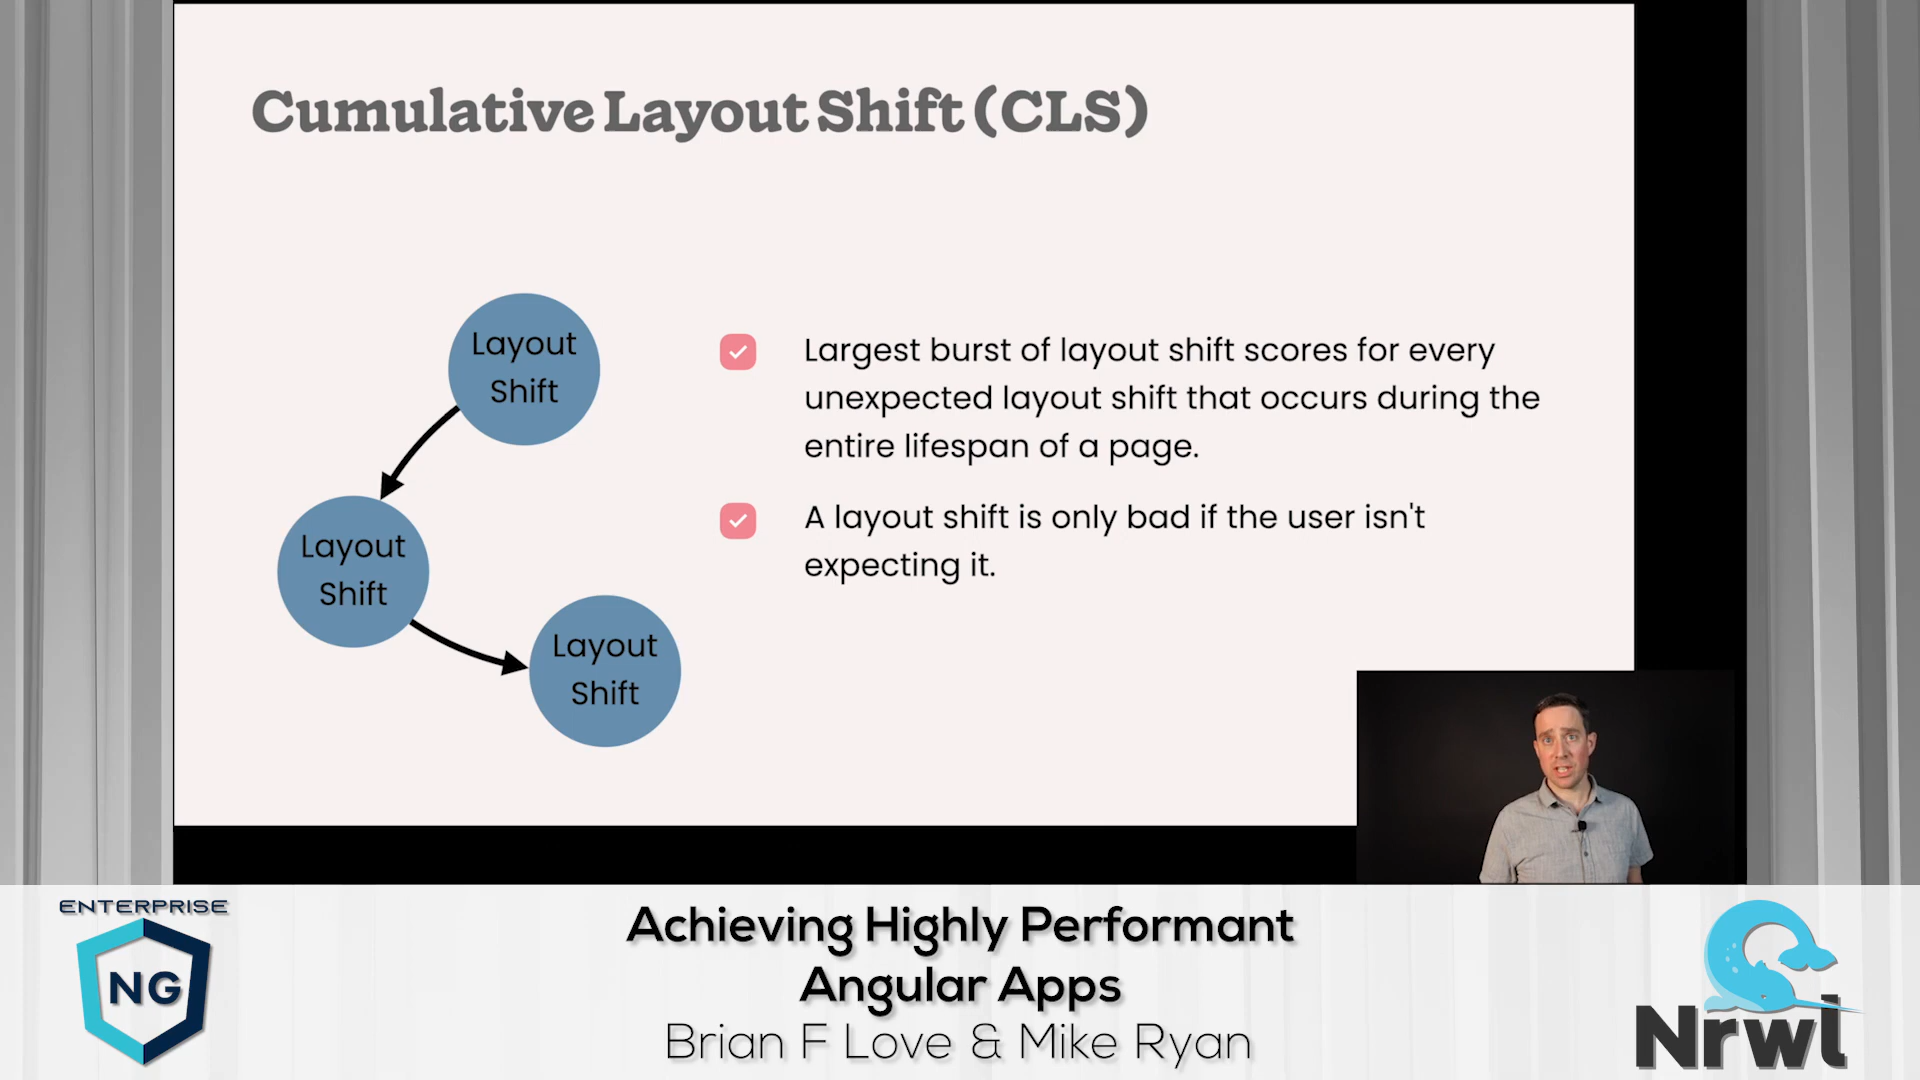 Cumulative Layout Shift (CLS)
Layout
Shift
Layout
Shift
Layout
Shift
Largest burst of layout shift scores for every
unexpected layout shift that occurs during the
entire lifespan of a page.
A layout shift is only bad if the user isn't
expecting it.
ENTERPRISE
NG
Achieving Highly Performant
Angular Apps
Brian F Love & Mike Ryan
Nrwl